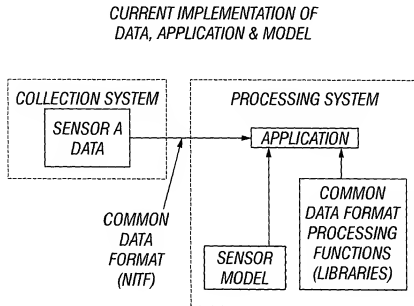 CURRENT IMPLEMENTATION OF
DATA, APPLICATION & MODEL
COLLECTION SYSTEM
SENSOR A
DATA
PROCESSING SYSTEM
APPLICATION
COMMON
DATA
FORMAT
(NITF)
SENSOR
MODEL
COMMON
DATA FORMAT
PROCESSING
FUNCTIONS
(LIBRARIES)